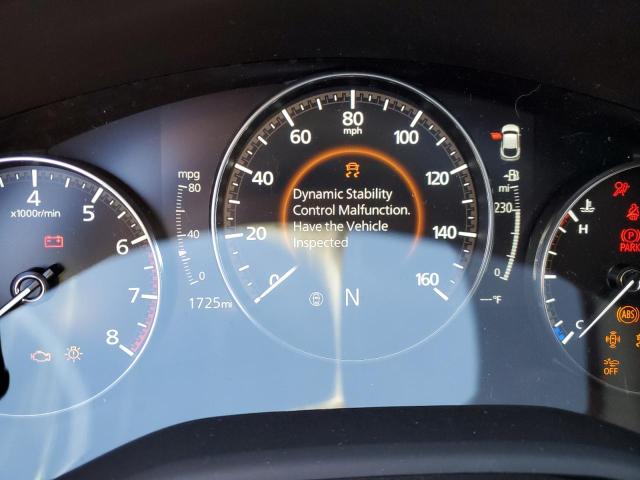 80
mph
60
100
40
120
20
140
0
160
Dynamic Stability
Control Malfunction.
Have the Vehicle
Inspected
N
4
5
6
7
8
x1000r/min
mpg
80
40
0
1725mi
mi
230
0
---°F
H
C
PARK
ABS
OFF